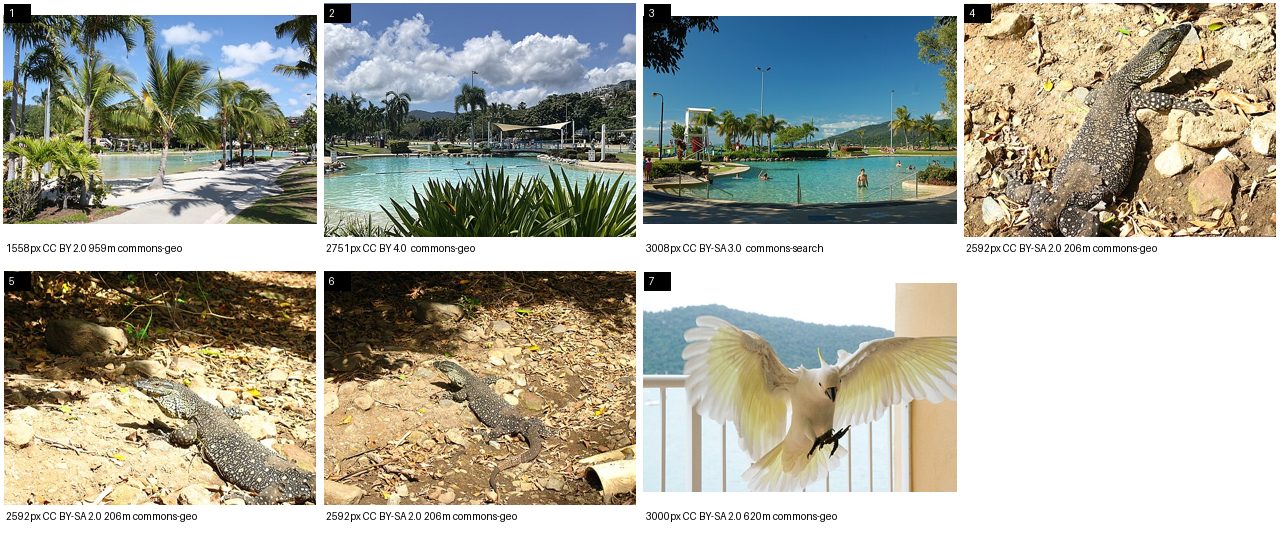 1
2
3
4
1558px CC BY 2.0 959m commons-geo
2751px CC BY 4.0 commons-geo
3008px CC BY-SA 3.0 commons-search
2592px CC BY-SA 2.0 206m commons-geo
5
6
7
2592px CC BY-SA 2.0 206m commons-geo
2592px CC BY-SA 2.0 206m commons-geo
3000px CC BY-SA 2.0 620m commons-geo